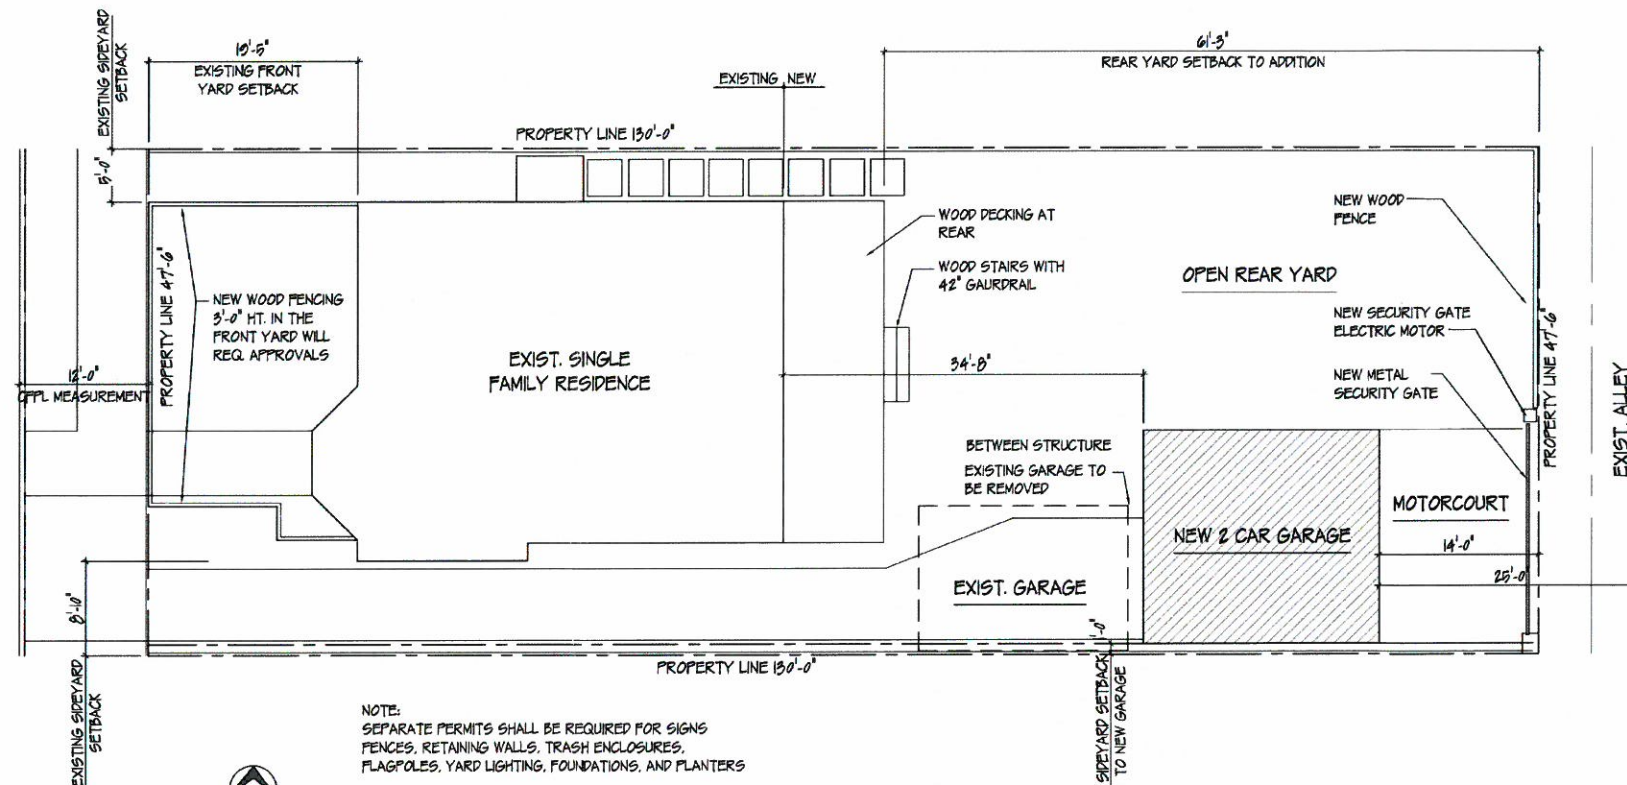 EXISTING SIDEYARD
SETBACK
19'-5"
EXISTING FRONT
YARD SETBACK
EXISTING NEW
61'-3"
REAR YARD SETBACK TO ADDITION
PROPERTY LINE 130'-0"
5'-0"
PROPERTY LINE 47'-6"
NEW WOOD FENCING
3'-0" HT. IN THE
FRONT YARD WILL
REQ. APPROVALS
12'-0"
MEASUREMENT
EXIST. SINGLE
FAMILY RESIDENCE
WOOD DECKING AT
REAR
WOOD STAIRS WITH
42" GAURDRAIL
OPEN REAR YARD
NEW WOOD
FENCE
NEW SECURITY GATE
ELECTRIC MOTOR
NEW METAL
SECURITY GATE
PROPERTY LINE 47'-6"
EXIST. ALLEY
34'-8"
BETWEEN STRUCTURE
EXISTING GARAGE TO
BE REMOVED
NEW 2 CAR GARAGE
MOTORCOURT
14'-0"
25'-0
EXIST. GARAGE
8'-10"
EXISTING SIDEYARD
SETBACK
PROPERTY LINE 130'-0"
1'-0"
SIDEYARD SETBACK
TO NEW GARAGE
NOTE:
SEPARATE PERMITS SHALL BE REQUIRED FOR SIGNS
FENCES, RETAINING WALLS, TRASH ENCLOSURES,
FLAGPOLES, YARD LIGHTING, FOUNDATIONS, AND PLANTERS